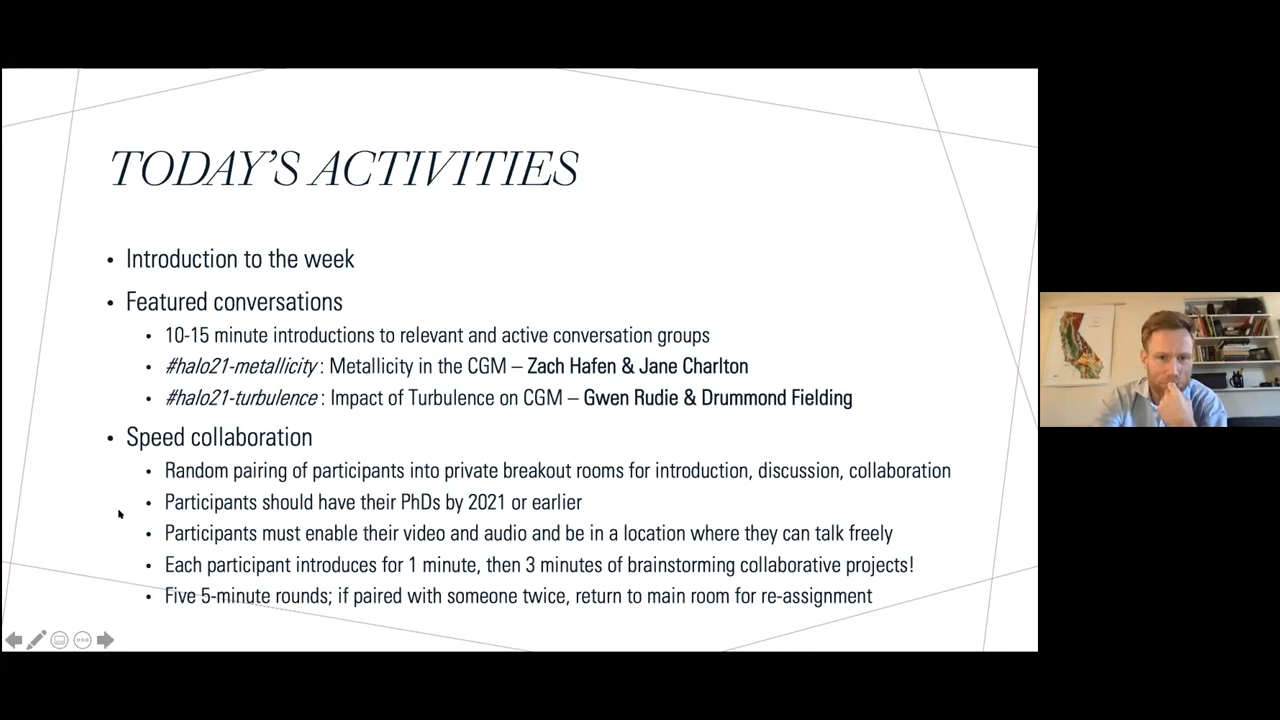 TODAY'S ACTIVITIES
• Introduction to the week
• Featured conversations
• 10-15 minute introductions to relevant and active conversation groups
• #halo21-metallicity : Metallicity in the CGM – Zach Hafen & Jane Charlton
• #halo21-turbulence : Impact of Turbulence on CGM – Gwen Rudie & Drummond Fielding
• Speed collaboration
• Random pairing of participants into private breakout rooms for introduction, discussion, collaboration
• Participants should have their PhDs by 2021 or earlier
• Participants must enable their video and audio and be in a location where they can talk freely
• Each participant introduces for 1 minute, then 3 minutes of brainstorming collaborative projects!
• Five 5-minute rounds; if paired with someone twice, return to main room for re-assignment